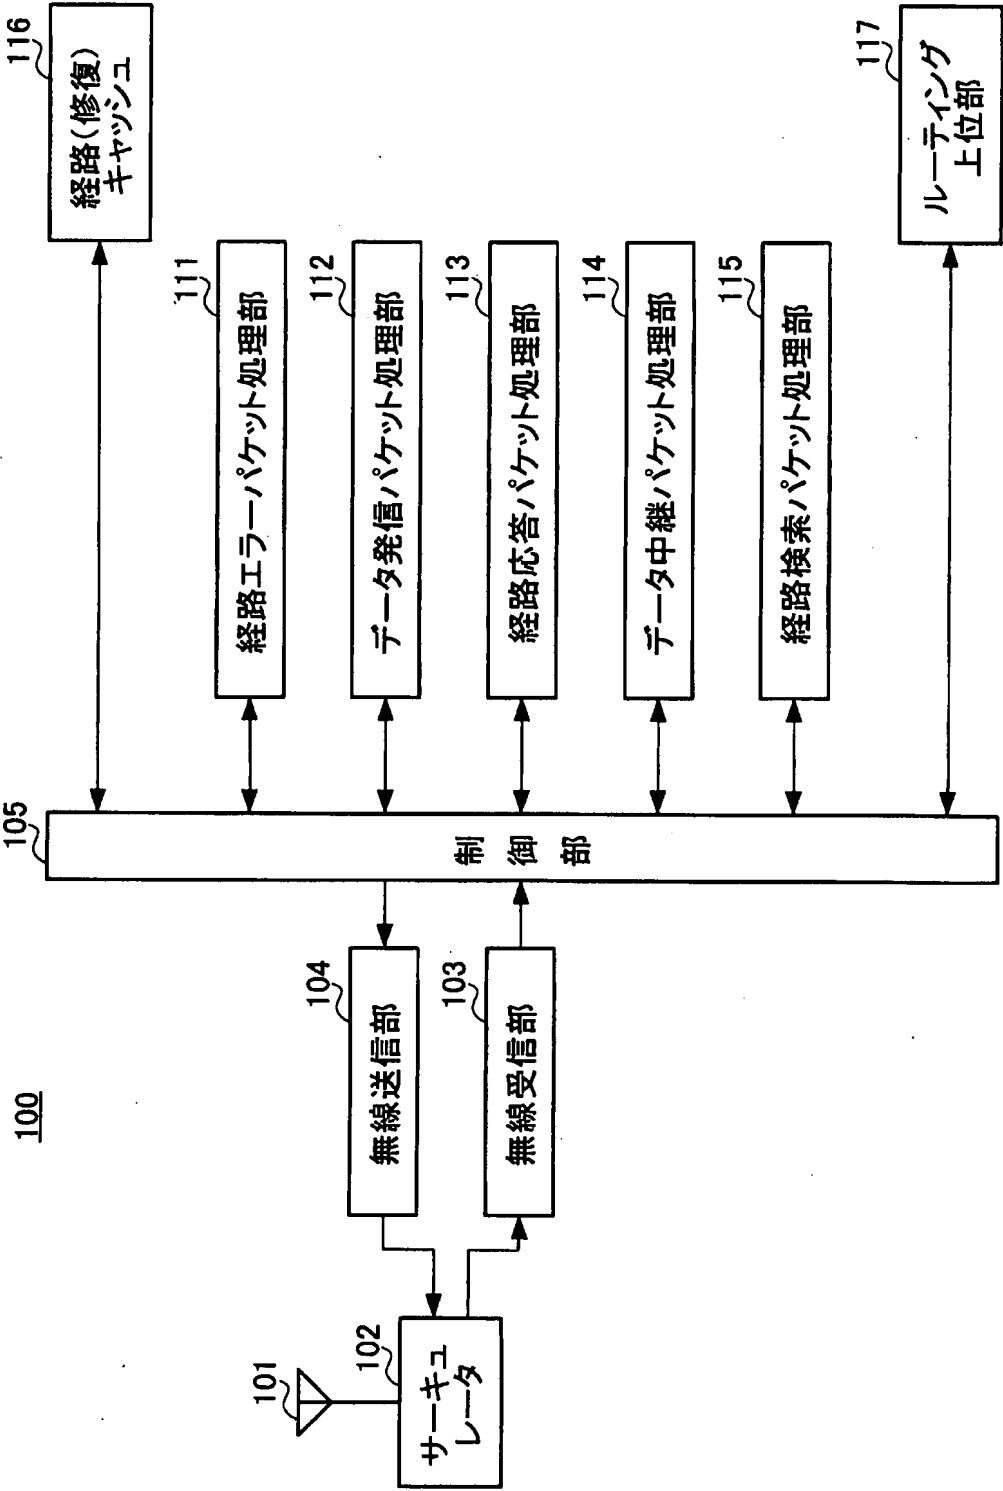 100
101
サーキュ
レータ
102
無線送信部
104
無線受信部
103
制御部
105
経路エラーパケット処理部
111
データ発信パケット処理部
112
経路応答パケット処理部
113
データ中継パケット処理部
114
経路検索パケット処理部
115
経路(修復)
キャッシュ
116
ルーティング
上位部
117